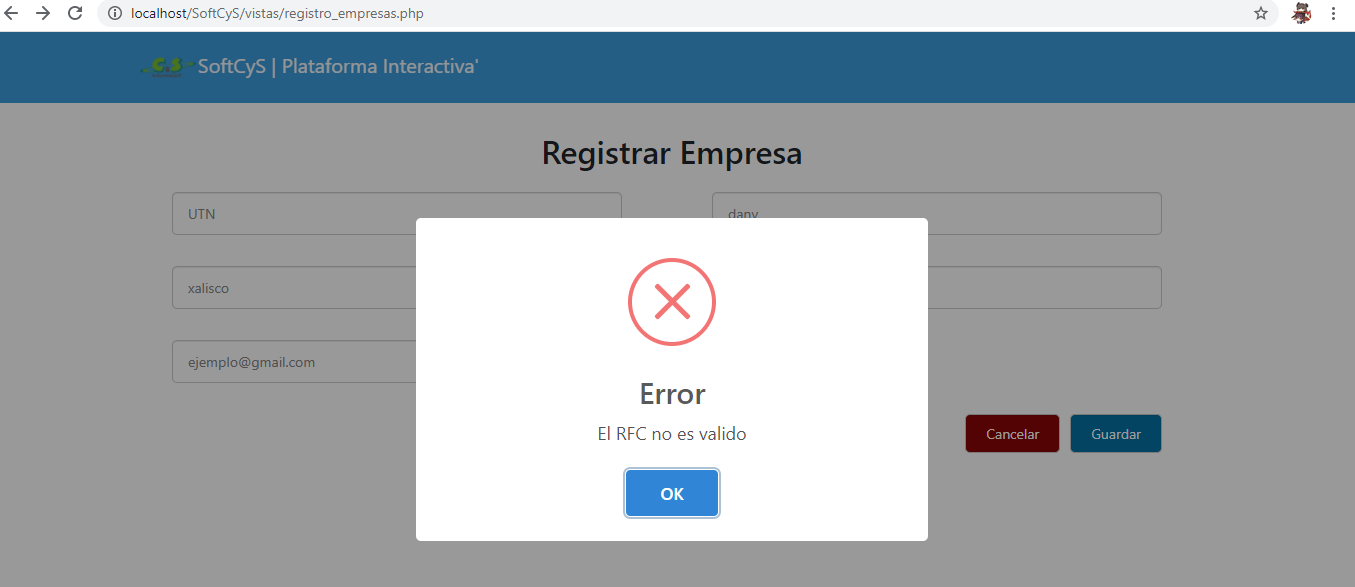 localhost/SoftCyS/vistas/registro_empresas.php
SoftCyS | Plataforma Interactiva'
Registrar Empresa
UTN
dany
xalisco
ejemplo@gmail.com
Error
El RFC no es valido
OK
Cancelar
Guardar